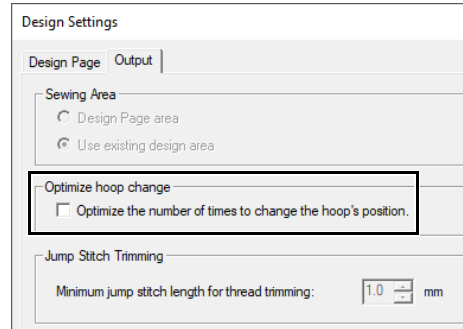 Design Settings
Design Page Output
Sewing Area
Design Page area
Use existing design area
Optimize hoop change
Optimize the number of times to change the hoop's position.
Jump Stitch Trimming
Minimum jump stitch length for thread trimming: 1.0 mm